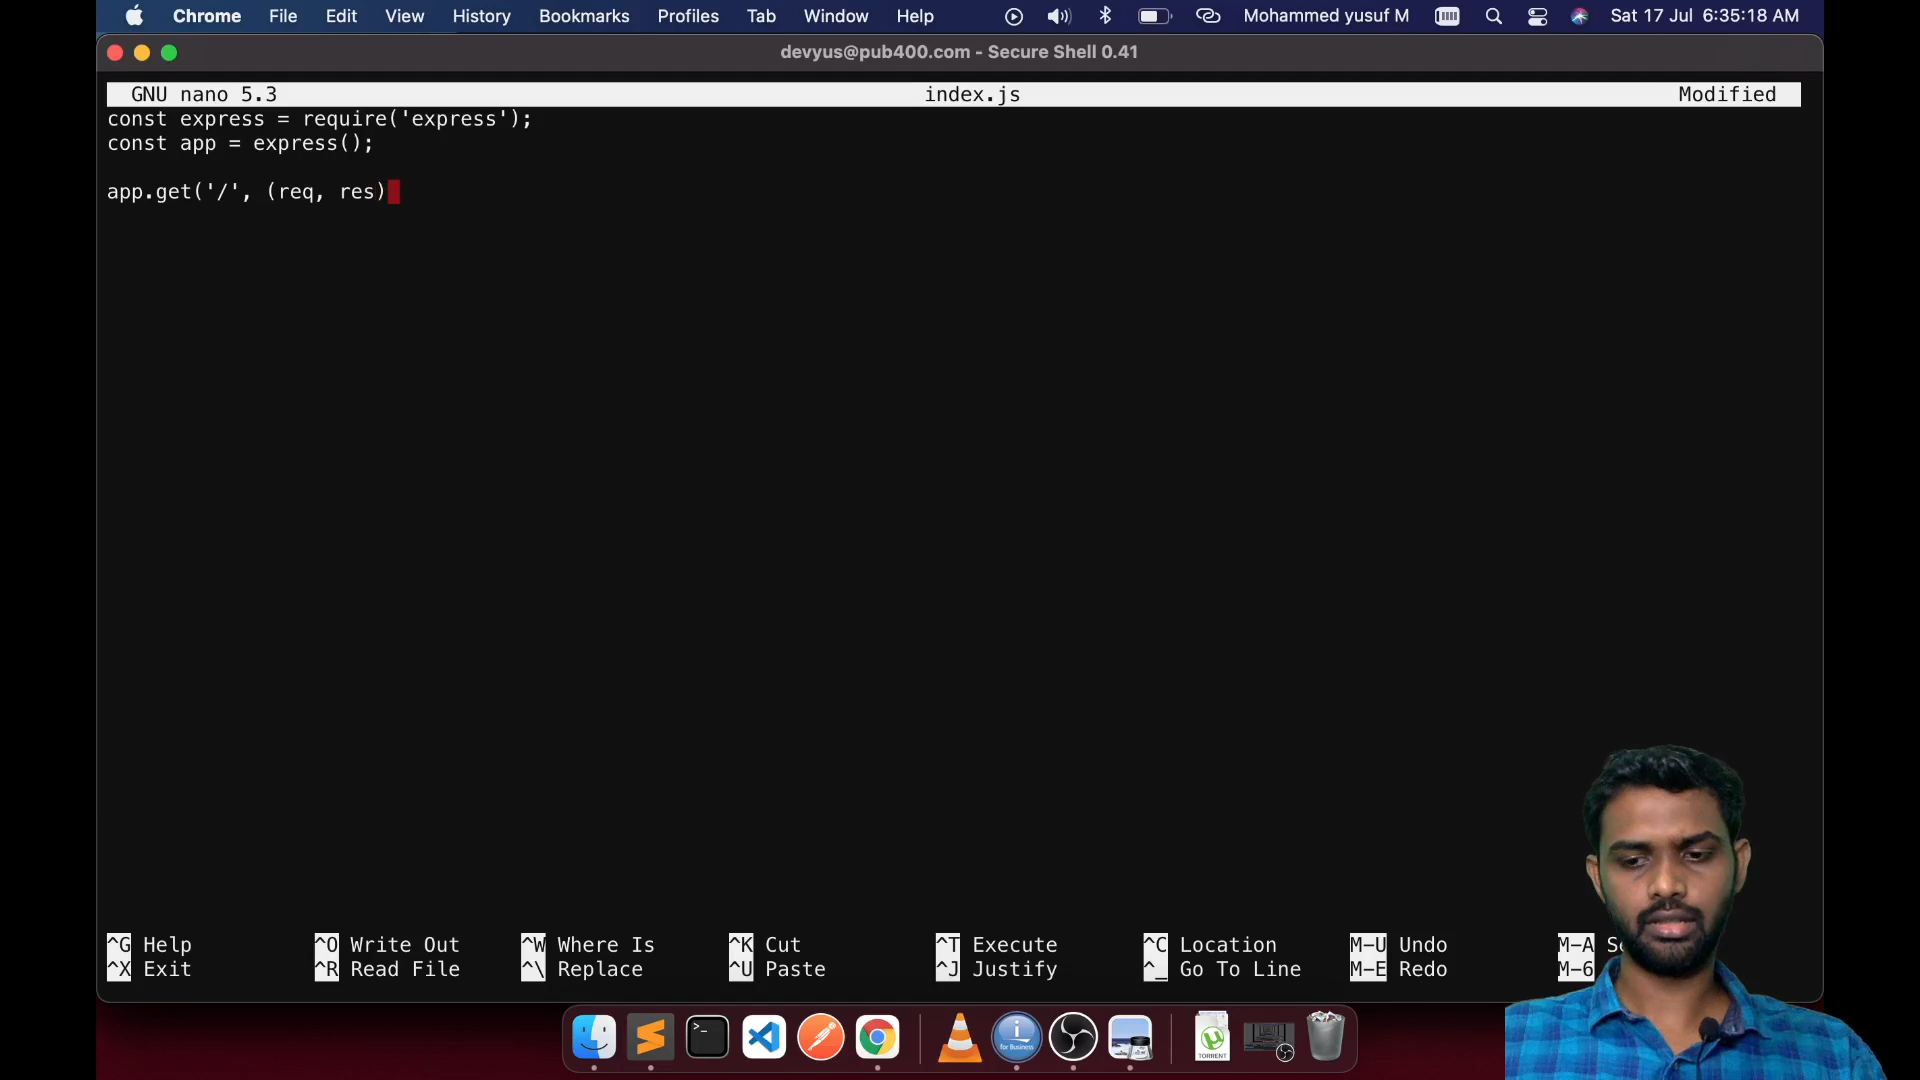 Chrome File Edit View History Bookmarks Profiles Tab Window Help Mohammed yusuf M Sat 17 Jul 6:35:18 AM
devyus@pub400.com - Secure Shell 0.41
GNU nano 5.3 index.js Modified
const express = require('express');
const app = express();
app.get('/', (req, res)
^G Help ^O Write Out ^W Where Is ^K Cut ^T Execute ^C Location M-U Undo M-A
^X Exit ^R Read File ^\ Replace ^U Paste ^J Justify ^_ Go To Line M-E Redo M-6
for Business
TORRENT